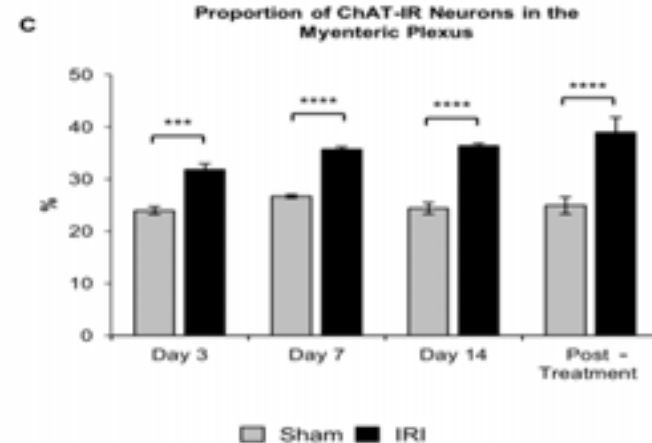 C
Proportion of ChAT-IR Neurons in the
Myenteric Plexus
50
40
30
20
10
0
%
***
****
****
****
Day 3
Day 7
Day 14
Post -
Treatment
Sham
IRI